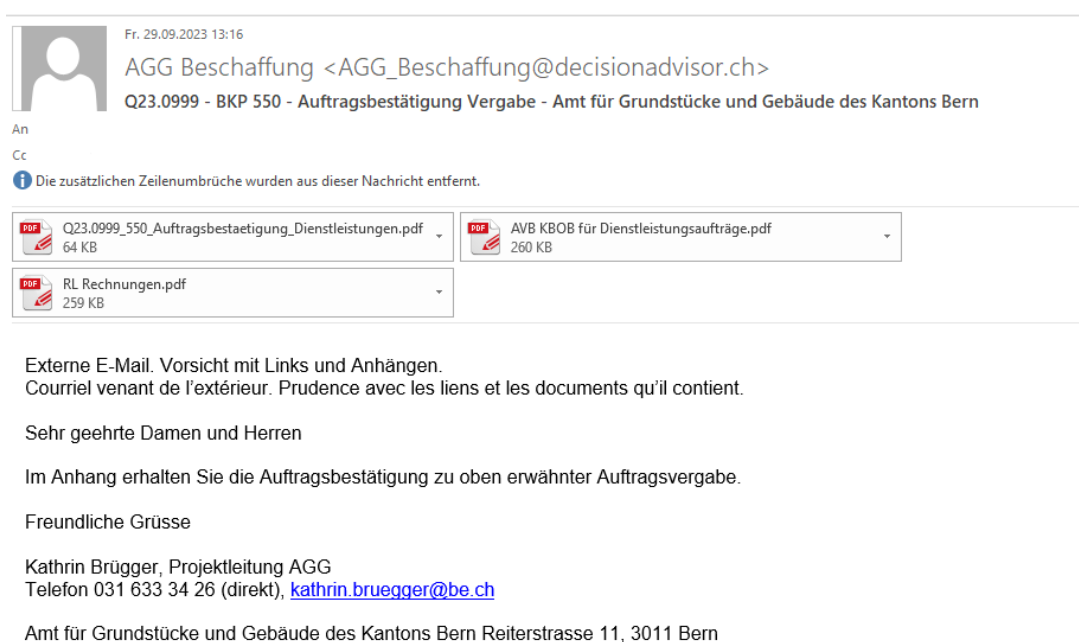 Fr. 29.09.2023 13:16
AGG Beschaffung <AGG_Beschaffung@decisionadvisor.ch>
Q23.0999 - BKP 550 - Auftragsbestätigung Vergabe - Amt für Grundstücke und Gebäude des Kantons Bern
An
Cc
Die zusätzlichen Zeilenumbrüche wurden aus dieser Nachricht entfernt.
PDF Q23.0999_550_Auftragsbestaetigung_Dienstleistungen.pdf
64 KB
PDF AVB KBOB für Dienstleistungsaufträge.pdf
260 KB
PDF RL Rechnungen.pdf
259 KB
Externe E-Mail. Vorsicht mit Links und Anhängen.
Courriel venant de l'extérieur. Prudence avec les liens et les documents qu'il contient.
Sehr geehrte Damen und Herren
Im Anhang erhalten Sie die Auftragsbestätigung zu oben erwähnter Auftragsvergabe.
Freundliche Grüsse
Kathrin Brügger, Projektleitung AGG
Telefon 031 633 34 26 (direkt), kathrin.bruegger@be.ch
Amt für Grundstücke und Gebäude des Kantons Bern Reiterstrasse 11, 3011 Bern